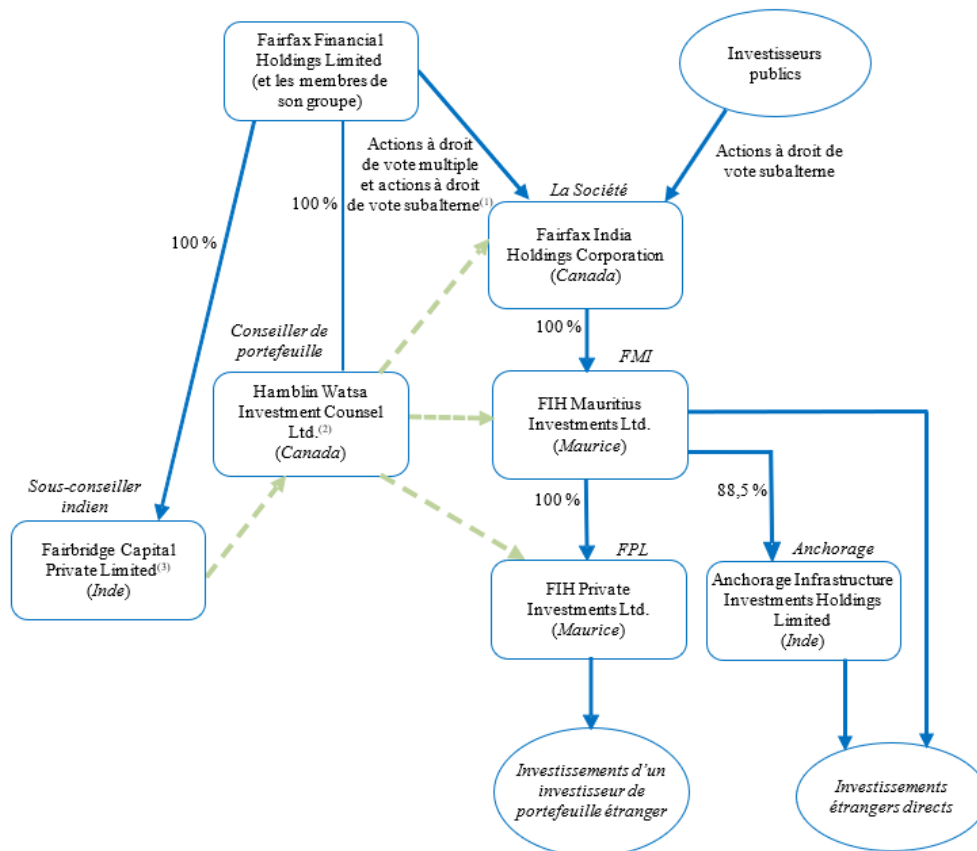 Fairfax Financial
Holdings Limited
(et les membres de
son groupe)
Investisseurs
publics
Actions à droit
de vote multiple
et actions à droit
de vote subalterne(1)
Actions à droit de
vote subalterne
100 %
100 %
La Société
Fairfax India
Holdings Corporation
(Canada)
100 %
Conseiller de
portefeuille
Hamblin Watsa
Investment Counsel
Ltd.(2)
(Canada)
FMI
FIH Mauritius
Investments Ltd.
(Maurice)
Sous-conseiller
indien
Fairbridge Capital
Private Limited(3)
(Inde)
100 %
88,5 %
FPL
FIH Private
Investments Ltd.
(Maurice)
Anchorage
Anchorage Infrastructure
Investments Holdings
Limited
(Inde)
Investissements d’un
investisseur de
portefeuille étranger
Investissements
étrangers directs